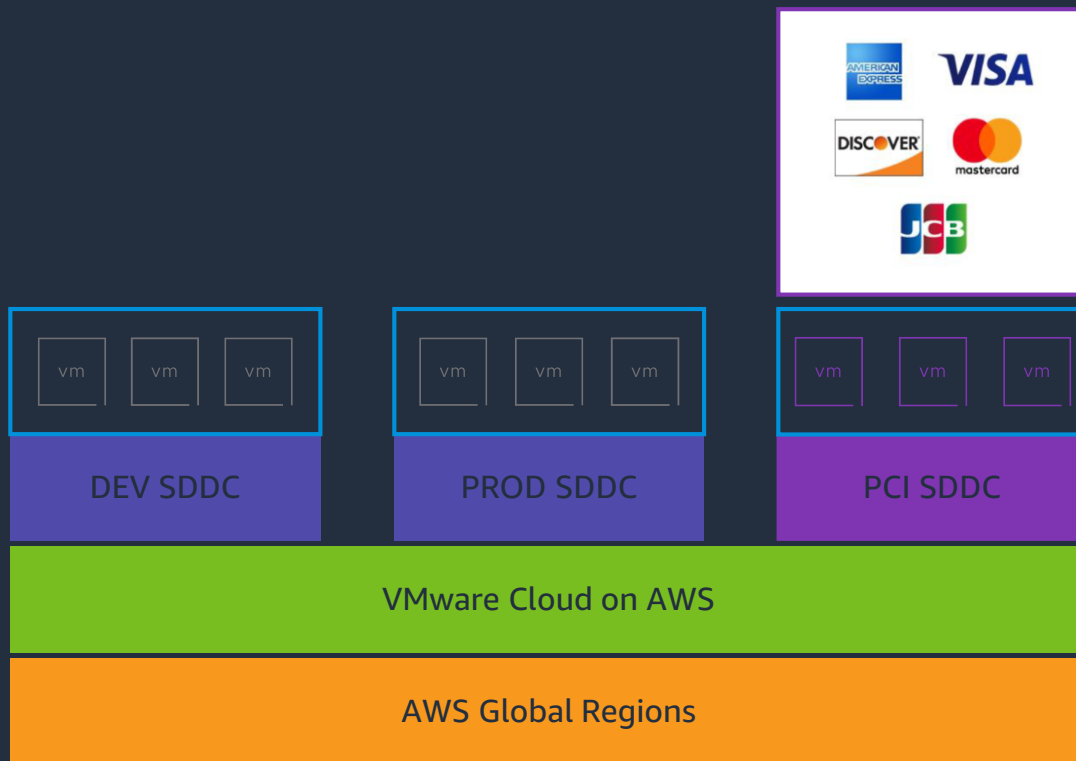 AMERICAN
EXPRESS
VISA
DISCOVER
mastercard
JCB
vm vm vm
vm vm vm
vm vm vm
DEV SDDC
PROD SDDC
PCI SDDC
VMware Cloud on AWS
AWS Global Regions